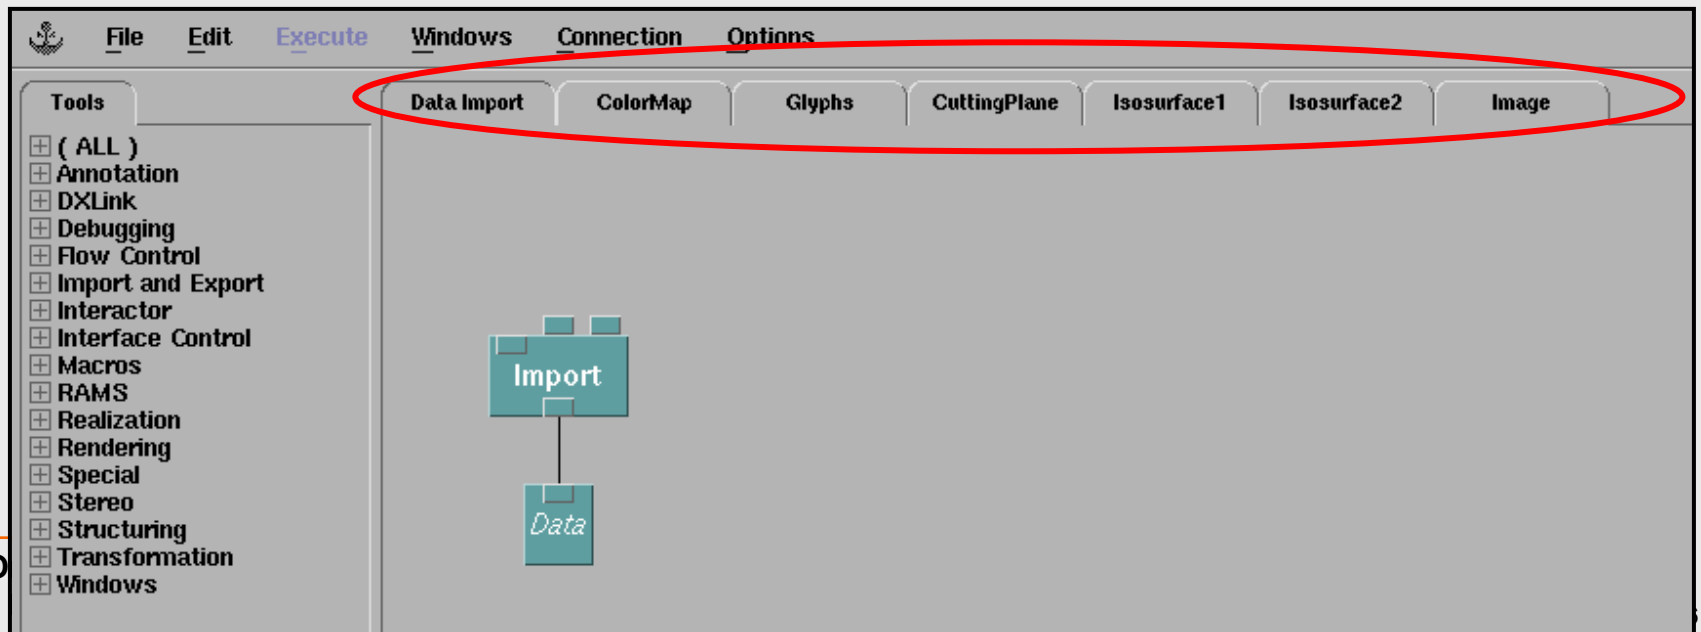 File Edit Execute Windows Connection Options
Tools
Data Import ColorMap Glyphs CuttingPlane Isosurface1 Isosurface2 Image
( ALL )
Annotation
DXLink
Debugging
Flow Control
Import and Export
Interactor
Interface Control
Macros
RAMS
Realization
Rendering
Special
Stereo
Structuring
Transformation
Windows
Import
Data